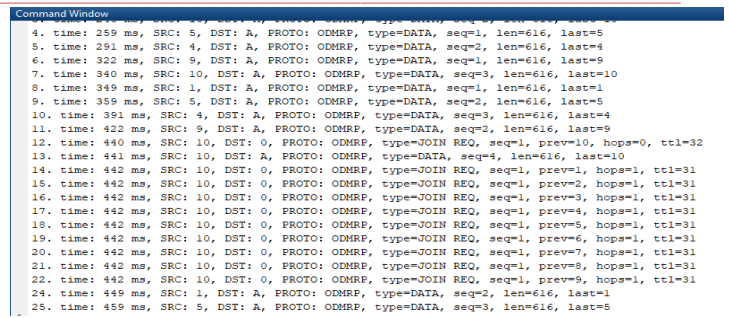 Command Window
4. time: 259 ms, SRC: 5, DST: A, PROTO: ODMRP, type=DATA, seq=1, len=616, last=5
5. time: 291 ms, SRC: 4, DST: A, PROTO: ODMRP, type=DATA, seq=2, len=616, last=4
6. time: 322 ms, SRC: 9, DST: A, PROTO: ODMRP, type=DATA, seq=1, len=616, last=9
7. time: 340 ms, SRC: 10, DST: A, PROTO: ODMRP, type=DATA, seq=3, len=616, last=10
8. time: 349 ms, SRC: 1, DST: A, PROTO: ODMRP, type=DATA, seq=1, len=616, last=1
9. time: 359 ms, SRC: 5, DST: A, PROTO: ODMRP, type=DATA, seq=2, len=616, last=5
10. time: 391 ms, SRC: 4, DST: A, PROTO: ODMRP, type=DATA, seq=3, len=616, last=4
11. time: 422 ms, SRC: 9, DST: A, PROTO: ODMRP, type=DATA, seq=2, len=616, last=9
12. time: 440 ms, SRC: 10, DST: 0, PROTO: ODMRP, type=JOIN REQ, seq=1, prev=10, hops=0, ttl=32
13. time: 441 ms, SRC: 10, DST: A, PROTO: ODMRP, type=DATA, seq=4, len=616, last=10
14. time: 442 ms, SRC: 10, DST: 0, PROTO: ODMRP, type=JOIN REQ, seq=1, prev=1, hops=1, ttl=31
15. time: 442 ms, SRC: 10, DST: 0, PROTO: ODMRP, type=JOIN REQ, seq=1, prev=2, hops=1, ttl=31
16. time: 442 ms, SRC: 10, DST: 0, PROTO: ODMRP, type=JOIN REQ, seq=1, prev=3, hops=1, ttl=31
17. time: 442 ms, SRC: 10, DST: 0, PROTO: ODMRP, type=JOIN REQ, seq=1, prev=4, hops=1, ttl=31
18. time: 442 ms, SRC: 10, DST: 0, PROTO: ODMRP, type=JOIN REQ, seq=1, prev=5, hops=1, ttl=31
19. time: 442 ms, SRC: 10, DST: 0, PROTO: ODMRP, type=JOIN REQ, seq=1, prev=6, hops=1, ttl=31
20. time: 442 ms, SRC: 10, DST: 0, PROTO: ODMRP, type=JOIN REQ, seq=1, prev=7, hops=1, ttl=31
21. time: 442 ms, SRC: 10, DST: 0, PROTO: ODMRP, type=JOIN REQ, seq=1, prev=8, hops=1, ttl=31
22. time: 442 ms, SRC: 10, DST: 0, PROTO: ODMRP, type=JOIN REQ, seq=1, prev=9, hops=1, ttl=31
24. time: 449 ms, SRC: 1, DST: A, PROTO: ODMRP, type=DATA, seq=2, len=616, last=1
25. time: 459 ms, SRC: 5, DST: A, PROTO: ODMRP, type=DATA, seq=3, len=616, last=5